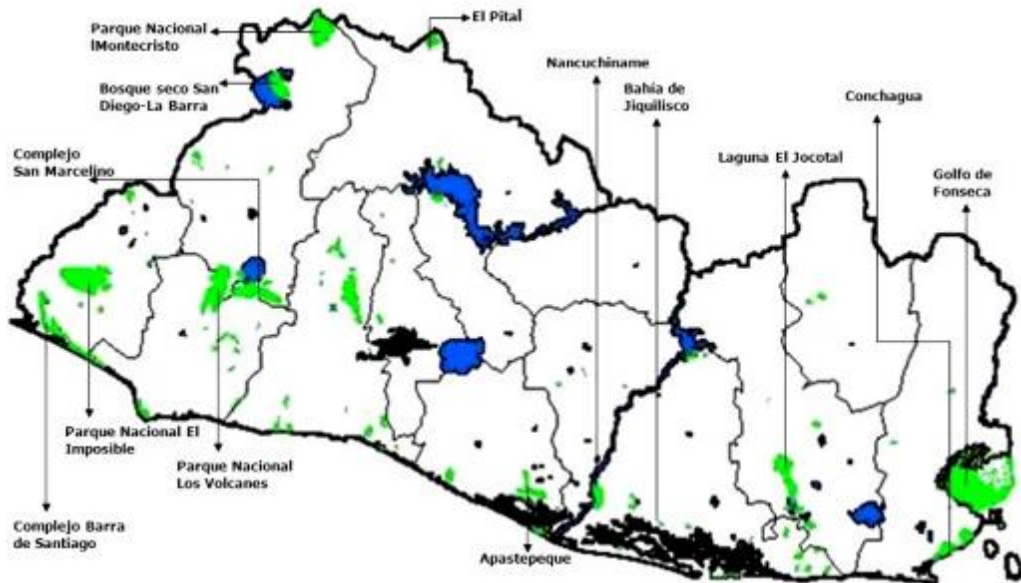 Parque Nacional
lMontecristo
El Pital
Bosque seco San
Diego-La Barra
Nancuchiname
Bahía de
Jiquilisco
Conchagua
Complejo
San Marcelino
Laguna El Jocotal
Golfo de
Fonseca
Parque Nacional El
Imposible
Parque Nacional
Los Volcanes
Complejo Barra
de Santiago
Apastepeque